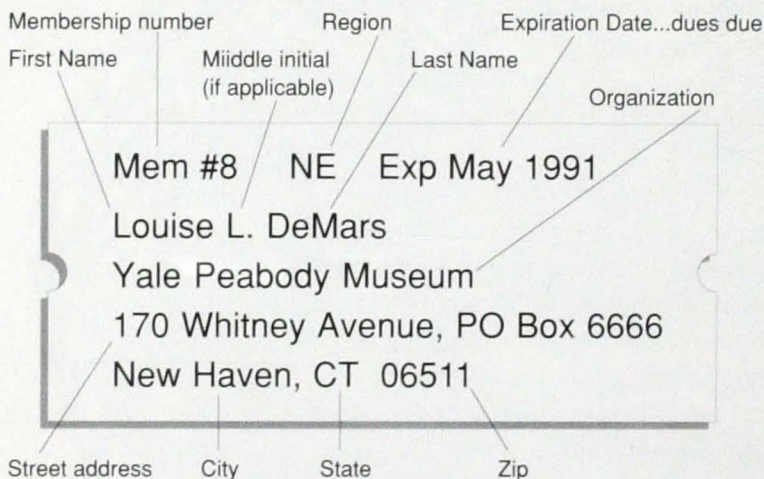 Membership number Region Expiration Date...dues due
First Name Miiddle initial Last Name
(if applicable)
Organization
Mem #8 NE Exp May 1991
Louise L. DeMars
Yale Peabody Museum
170 Whitney Avenue, PO Box 6666
New Haven, CT 06511
Street address City State Zip